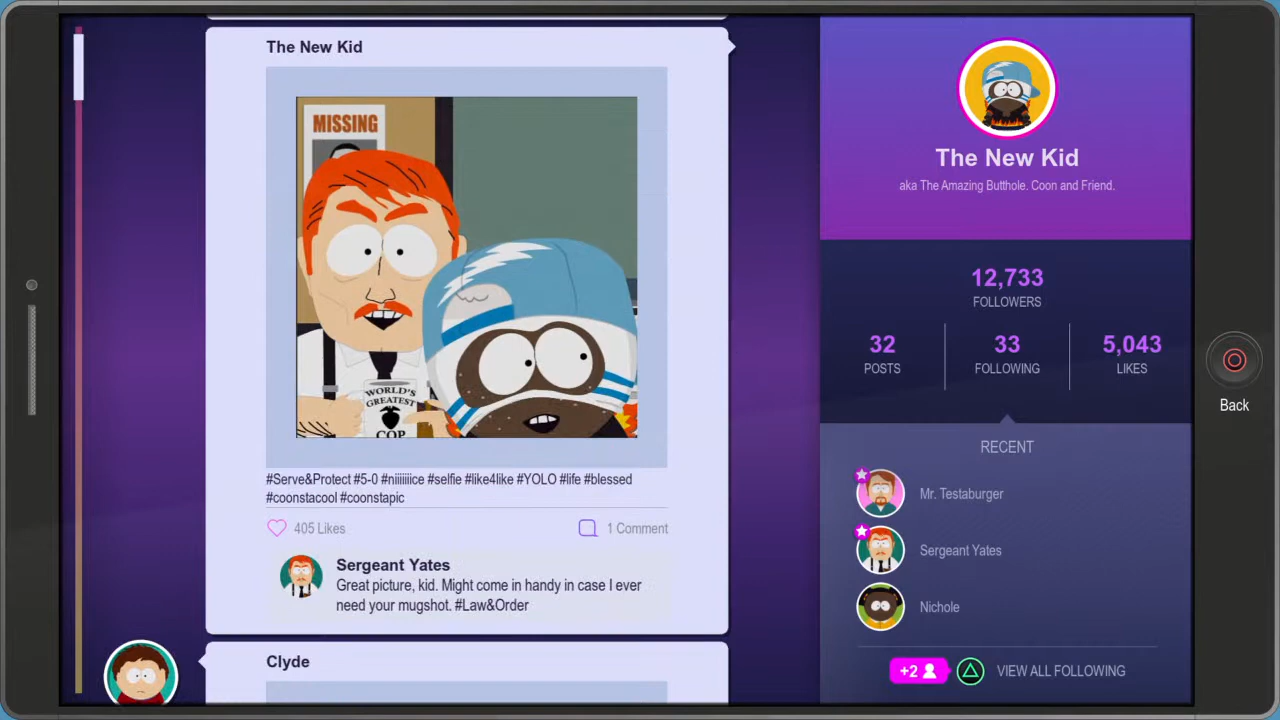 The New Kid
MISSING
WORLD'S
GREATEST
COP
#Serve&Protect #5-0 #niiiiiiice #selfie #like4like #YOLO #life #blessed
#coonstacool #coonstapic
405 Likes
1 Comment
Sergeant Yates
Great picture, kid. Might come in handy in case I ever
need your mugshot. #Law&Order
Clyde
The New Kid
aka The Amazing Butthole. Coon and Friend.
12,733
FOLLOWERS
32
POSTS
33
FOLLOWING
5,043
LIKES
RECENT
Mr. Testaburger
Sergeant Yates
Nichole
+2
VIEW ALL FOLLOWING
Back